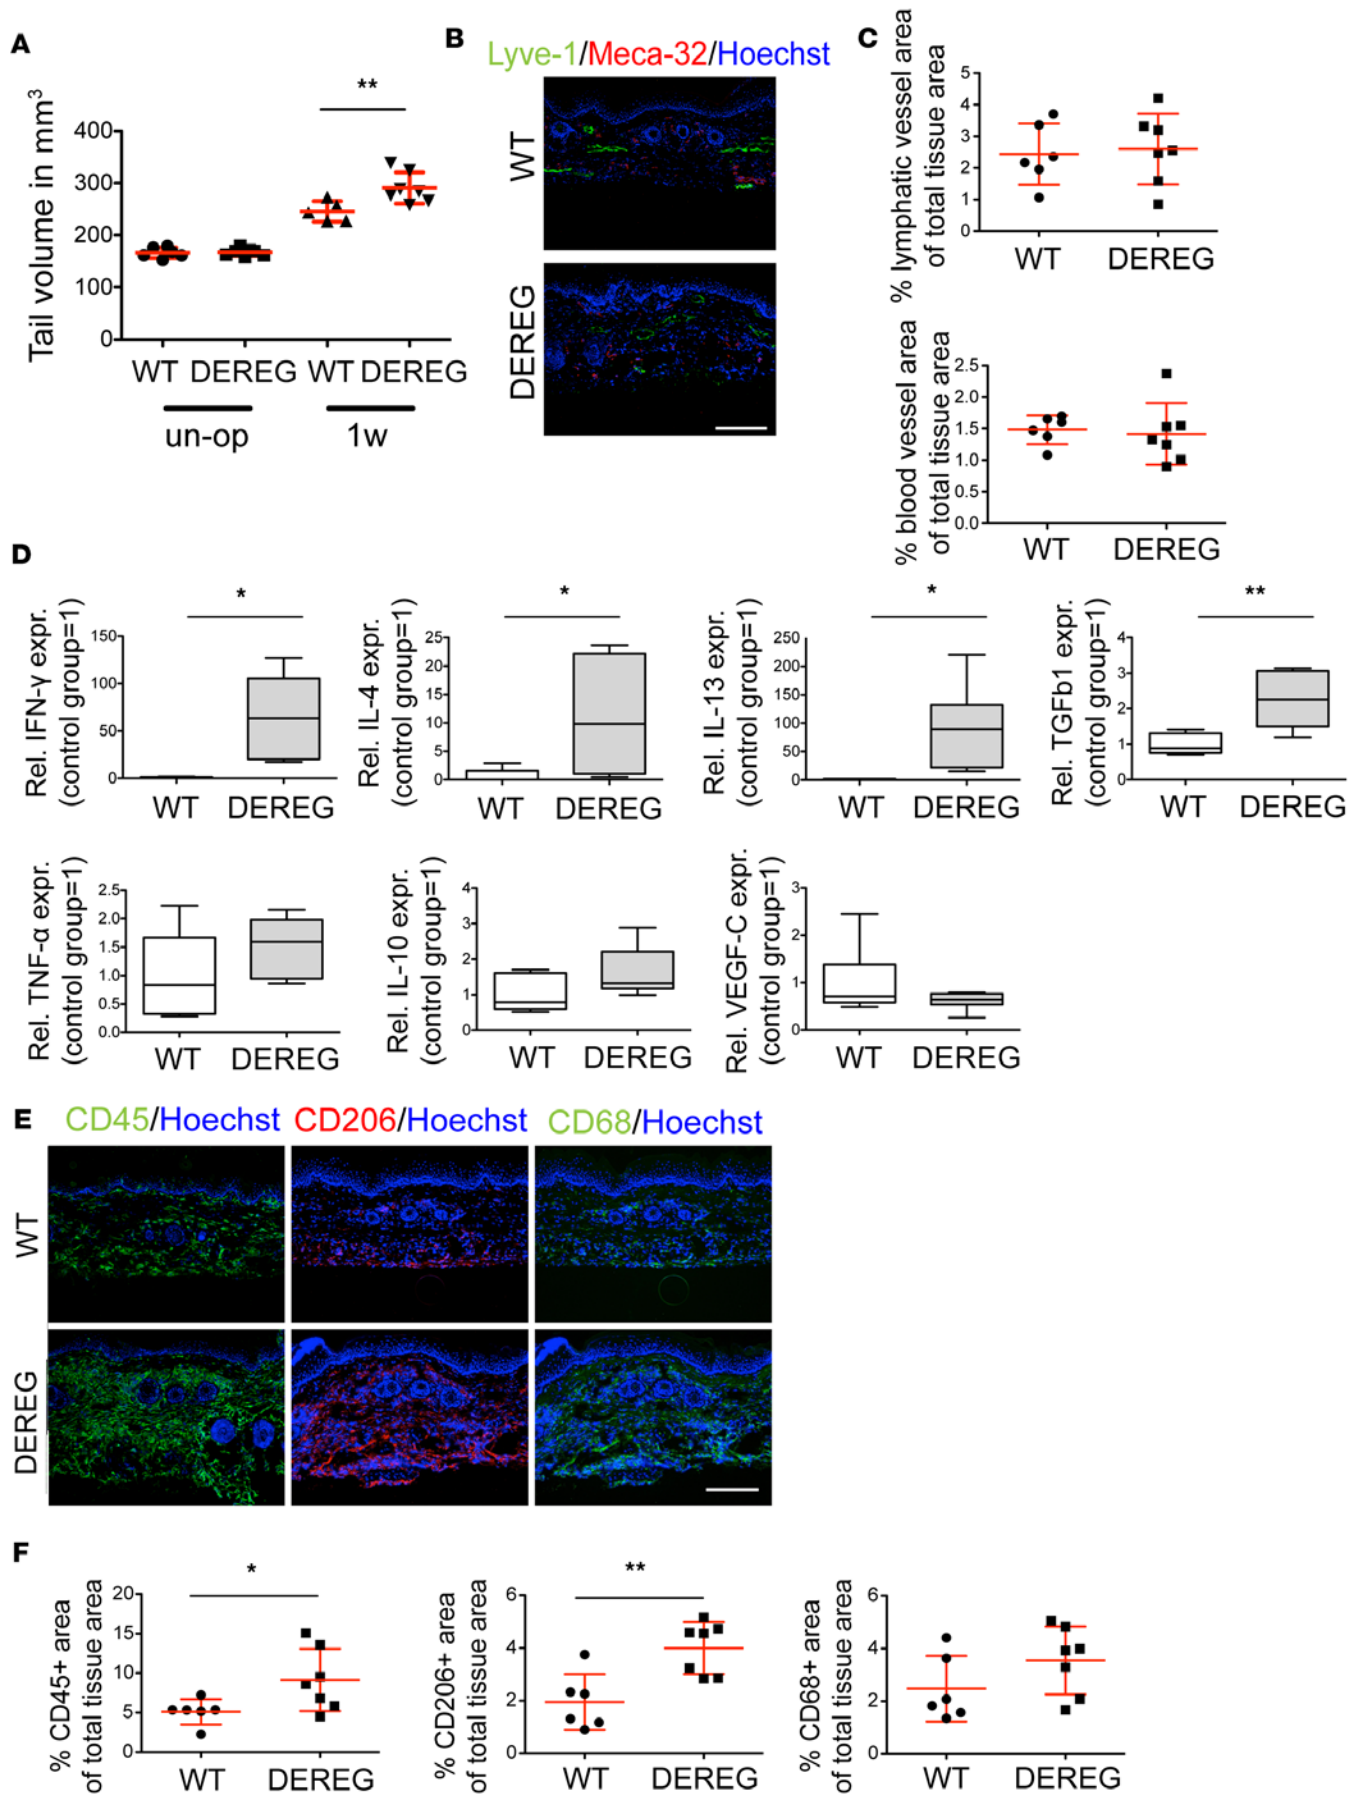 A
Tail volume in mm3
400
300
200
100
0
**
WT DEREG WT DEREG
un-op 1w
B
Lyve-1/Meca-32/Hoechst
WT
DEREG
C
% lymphatic vessel area
of total tissue area
5
4
3
2
1
0
WT DEREG
% blood vessel area
of total tissue area
2.5
2.0
1.5
1.0
0.5
0.0
WT DEREG
D
Rel. IFN-γ expr.
(control group=1)
150
100
50
0
*
WT DEREG
Rel. IL-4 expr.
(control group=1)
25
20
15
10
5
0
*
WT DEREG
Rel. IL-13 expr.
(control group=1)
250
200
150
100
50
0
*
WT DEREG
Rel. TGFb1 expr.
(control group=1)
4
3
2
1
0
**
WT DEREG
Rel. TNF-α expr.
(control group=1)
2.5
2.0
1.5
1.0
0.5
0.0
WT DEREG
Rel. IL-10 expr.
(control group=1)
4
3
2
1
0
WT DEREG
Rel. VEGF-C expr.
(control group=1)
3
2
1
0
WT DEREG
E
CD45/Hoechst CD206/Hoechst CD68/Hoechst
WT
DEREG
F
% CD45+ area
of total tissue area
20
15
10
5
0
*
WT DEREG
% CD206+ area
of total tissue area
6
4
2
0
**
WT DEREG
% CD68+ area
of total tissue area
6
4
2
0
WT DEREG